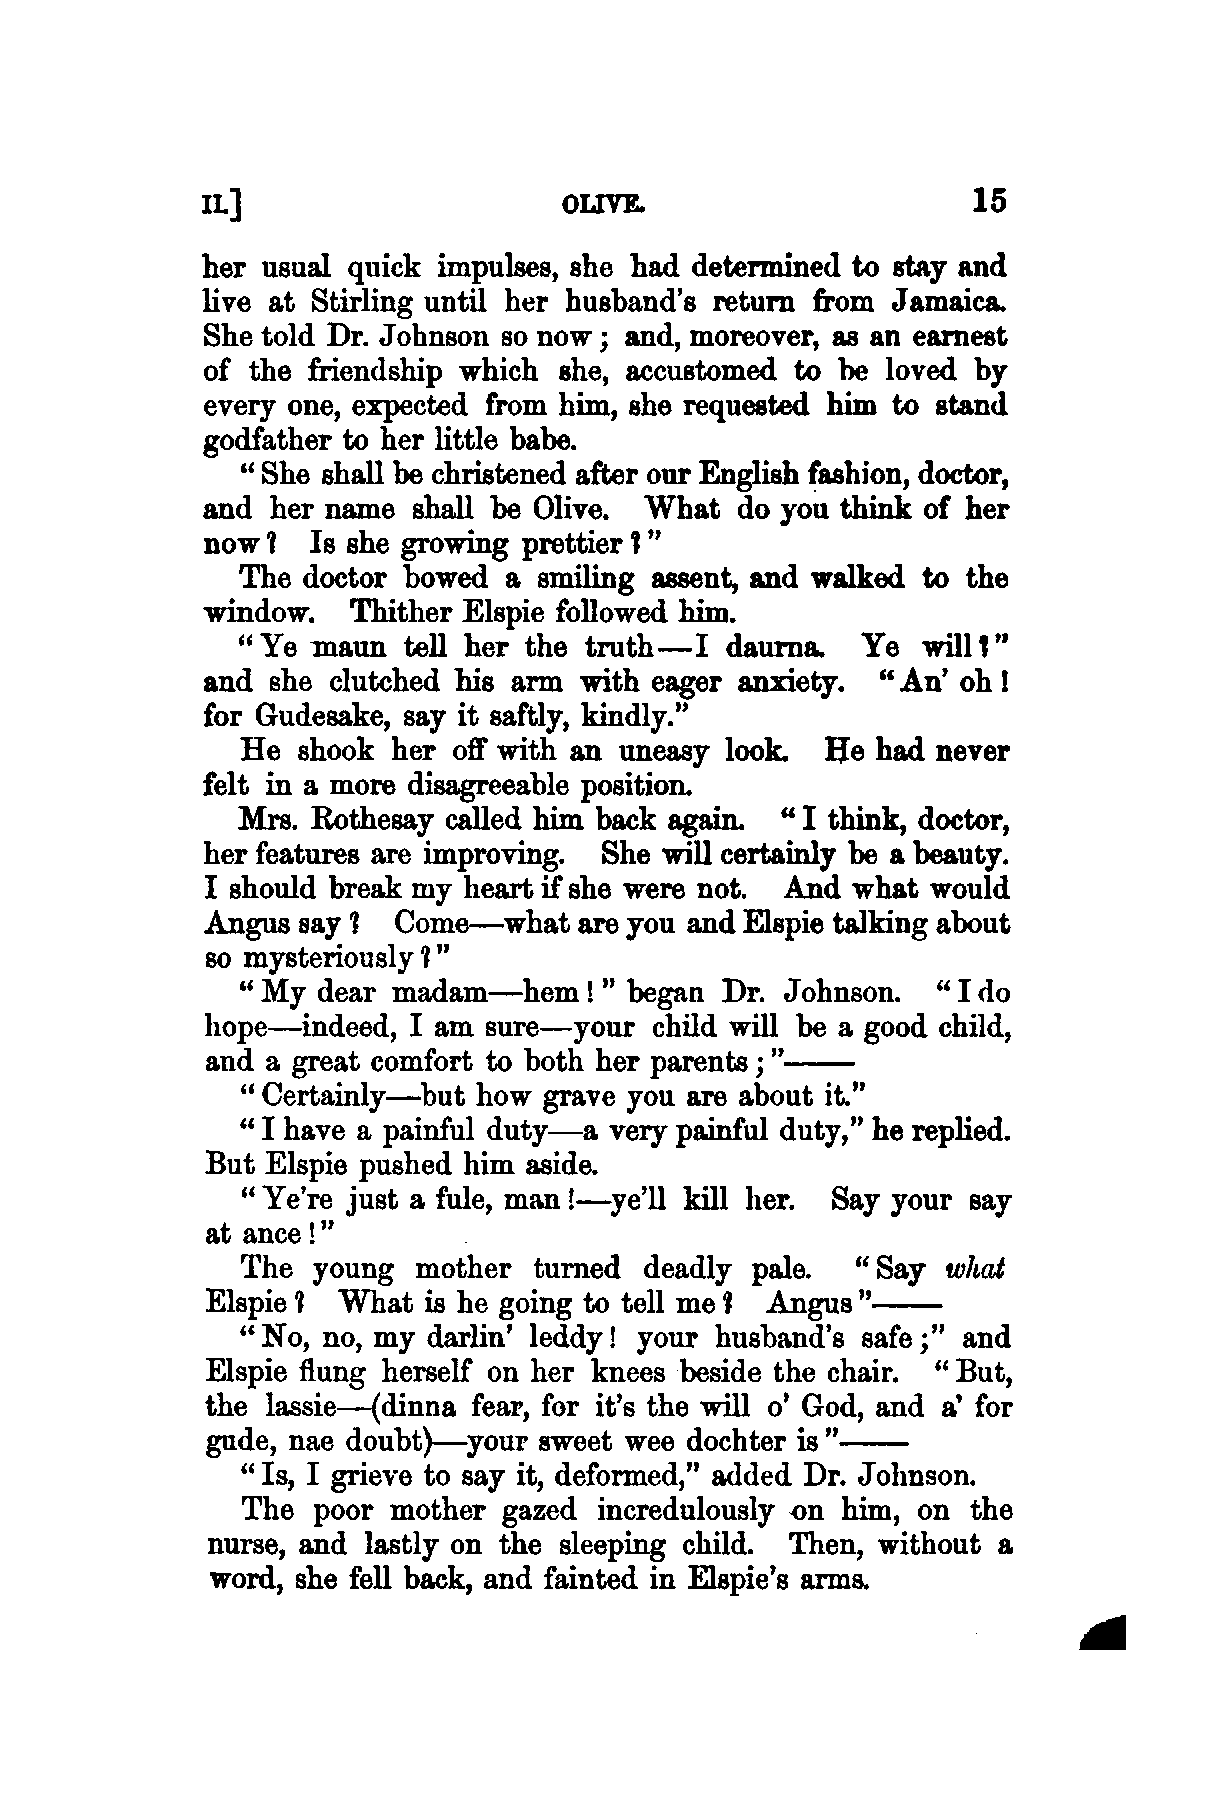 II.] OLIVE. 15
her usual quick impulses, she had determined to stay and
live at Stirling until her husband's return from Jamaica.
She told Dr. Johnson so now; and, moreover, as an earnest
of the friendship which she, accustomed to be loved by
every one, expected from him, she requested him to stand
godfather to her little babe.
"She shall be christened after our English fashion, doctor,
and her name shall be Olive. What do you think of her
now? Is she growing prettier?"
The doctor bowed a smiling assent, and walked to the
window. Thither Elspie followed him.
"Ye maun tell her the truth—I daurna. Ye will?"
and she clutched his arm with eager anxiety. "An' oh!
for Gudesake, say it saftly, kindly."
He shook her off with an uneasy look. He had never
felt in a more disagreeable position.
Mrs. Rothesay called him back again. "I think, doctor,
her features are improving. She will certainly be a beauty.
I should break my heart if she were not. And what would
Angus say? Come—what are you and Elspie talking about
so mysteriously?"
"My dear madam—hem!" began Dr. Johnson. "I do
hope—indeed, I am sure—your child will be a good child,
and a great comfort to both her parents;"——
"Certainly—but how grave you are about it."
"I have a painful duty—a very painful duty," he replied.
But Elspie pushed him aside.
"Ye're just a fule, man!—ye'll kill her. Say your say
at ance!"
The young mother turned deadly pale. "Say what
Elspie? What is he going to tell me? Angus"——
"No, no, my darlin' leddy! your husband's safe;" and
Elspie flung herself on her knees beside the chair. "But,
the lassie—(dinna fear, for it's the will o' God, and a' for
gude, nae doubt)—your sweet wee dochter is"——
"Is, I grieve to say it, deformed," added Dr. Johnson.
The poor mother gazed incredulously on him, on the
nurse, and lastly on the sleeping child. Then, without a
word, she fell back, and fainted in Elspie's arms.